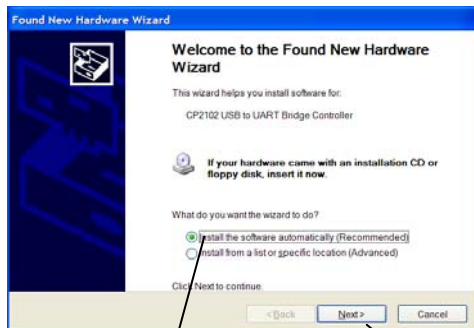 Found New Hardware Wizard
Welcome to the Found New Hardware
Wizard
This wizard helps you install software for:
CP2102 USB to UART Bridge Controller
If your hardware came with an installation CD or
floppy disk, insert it now.
What do you want the wizard to do?
Install the software automatically (Recommended)
Install from a list or specific location (Advanced)
Click Next to continue.
< Back
Next >
Cancel